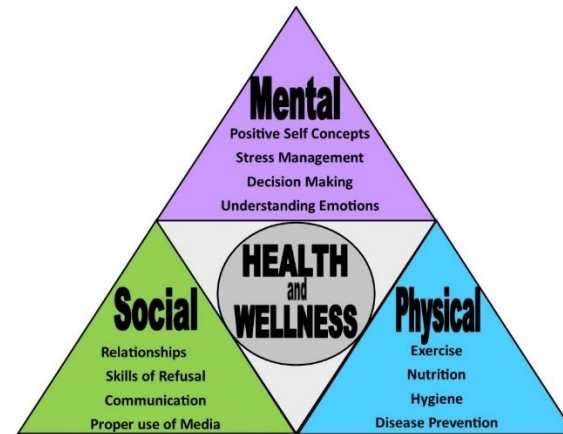 Mental
Positive Self Concepts
Stress Management
Decision Making
Understanding Emotions
HEALTH
and
WELLNESS
Social
Relationships
Skills of Refusal
Communication
Proper use of Media
Physical
Exercise
Nutrition
Hygiene
Disease Prevention